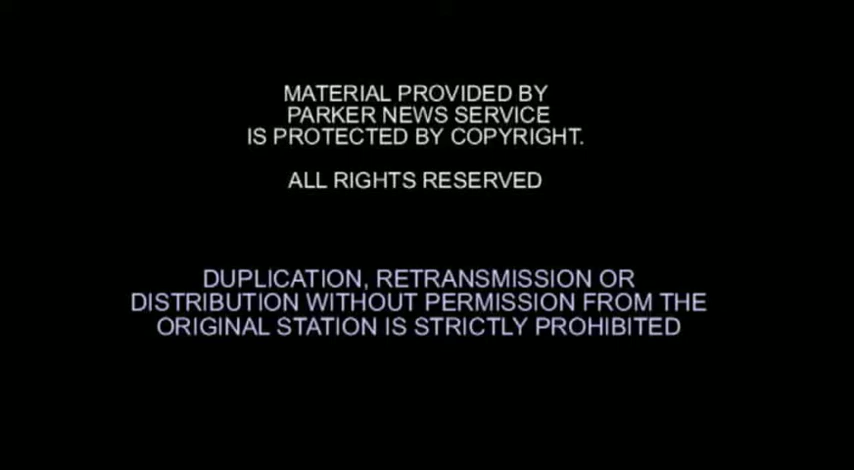 MATERIAL PROVIDED BY
PARKER NEWS SERVICE
IS PROTECTED BY COPYRIGHT.
ALL RIGHTS RESERVED
DUPLICATION, RETRANSMISSION OR
DISTRIBUTION WITHOUT PERMISSION FROM THE
ORIGINAL STATION IS STRICTLY PROHIBITED